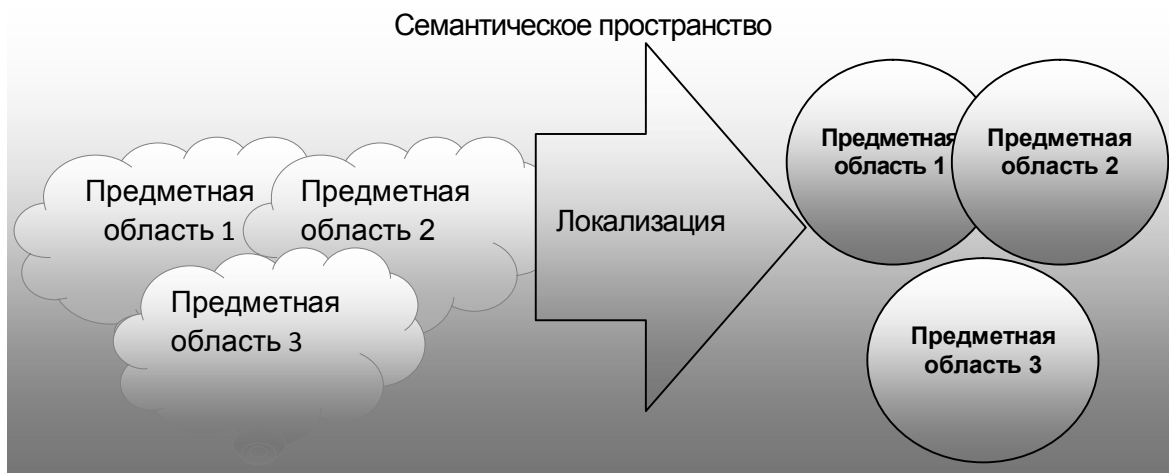 Семантическое пространство
Предметная
область 1
Предметная
область 2
Предметная
область 3
Локализация
Предметная
область 1
Предметная
область 2
Предметная
область 3